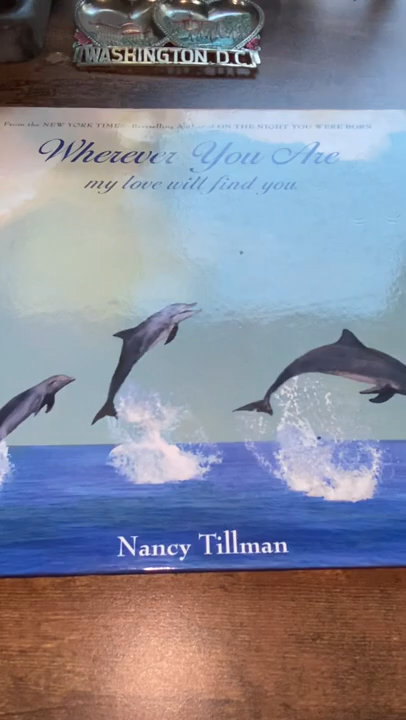 WASHINGTON, D.C.
From the NEW YORK TIMES Bestselling Author of ON THE NIGHT YOU WERE BORN
Wherever You Are
my love will find you
Nancy Tillman